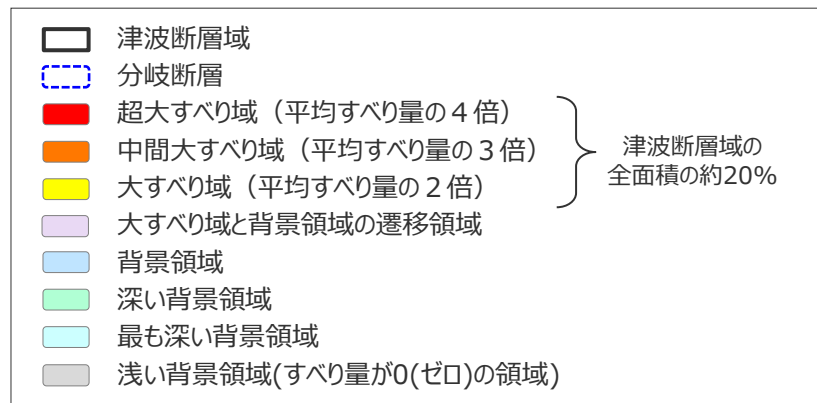 津波断層域
分岐断層
超大すべり域（平均すべり量の４倍）
中間大すべり域（平均すべり量の３倍）
大すべり域（平均すべり量の２倍）
津波断層域の
全面積の約20%
大すべり域と背景領域の遷移領域
背景領域
深い背景領域
最も深い背景領域
浅い背景領域(すべり量が0(ゼロ)の領域)